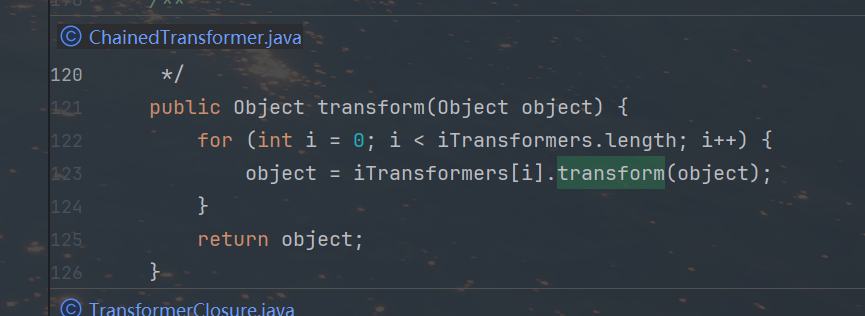 /**
ChainedTransformer.java
120 */
121 public Object transform(Object object) {
122 for (int i = 0; i < iTransformers.length; i++) {
123 object = iTransformers[i].transform(object);
124 }
125 return object;
126 }
TransformerClosure.java